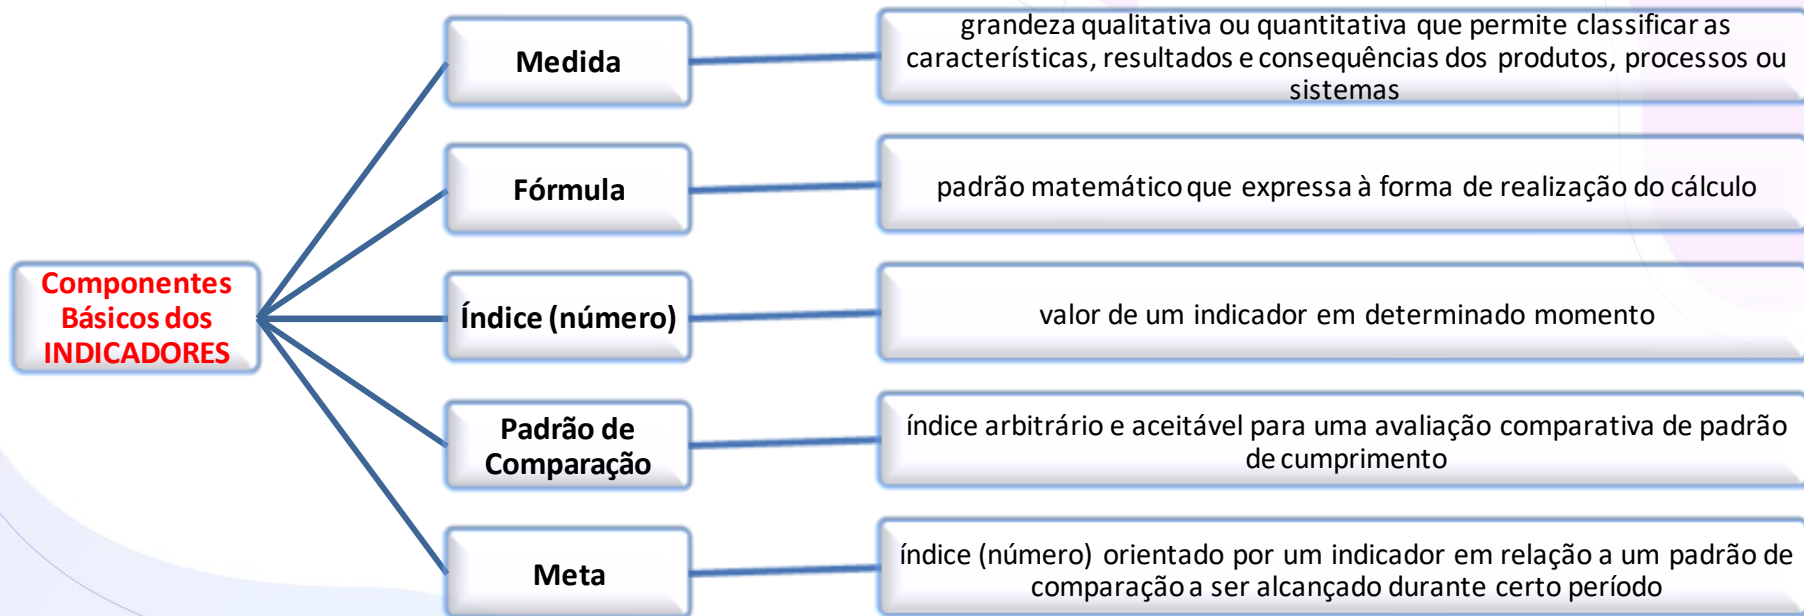 Componentes
Básicos dos
INDICADORES
Medida
grandeza qualitativa ou quantitativa que permite classificar as
características, resultados e consequências dos produtos, processos ou
sistemas
Fórmula
padrão matemático que expressa à forma de realização do cálculo
Índice (número)
valor de um indicador em determinado momento
Padrão de
Comparação
índice arbitrário e aceitável para uma avaliação comparativa de padrão
de cumprimento
Meta
índice (número) orientado por um indicador em relação a um padrão de
comparação a ser alcançado durante certo período